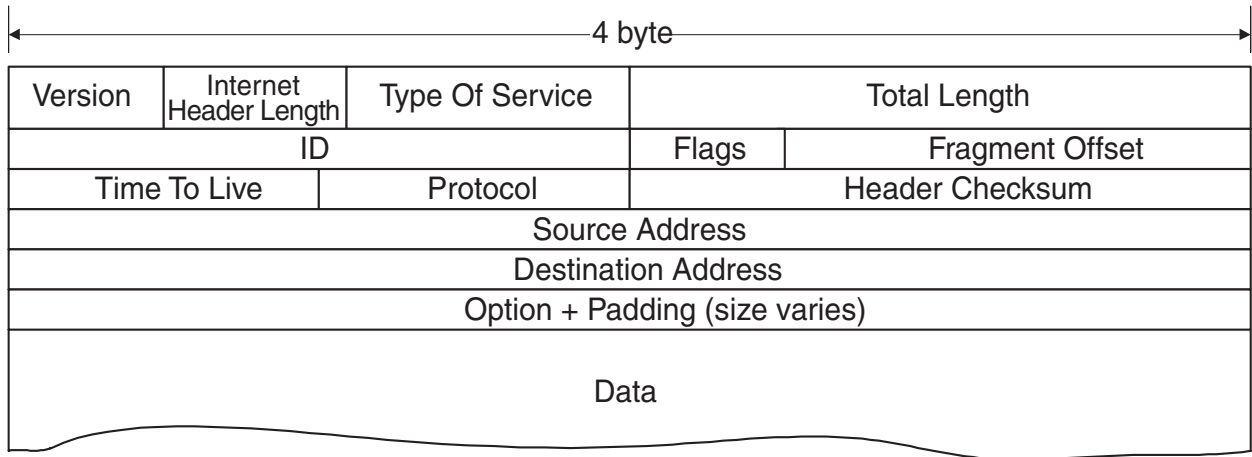 4 byte
Version
Internet
Header Length
Type Of Service
Total Length
ID
Flags
Fragment Offset
Time To Live
Protocol
Header Checksum
Source Address
Destination Address
Option + Padding (size varies)
Data